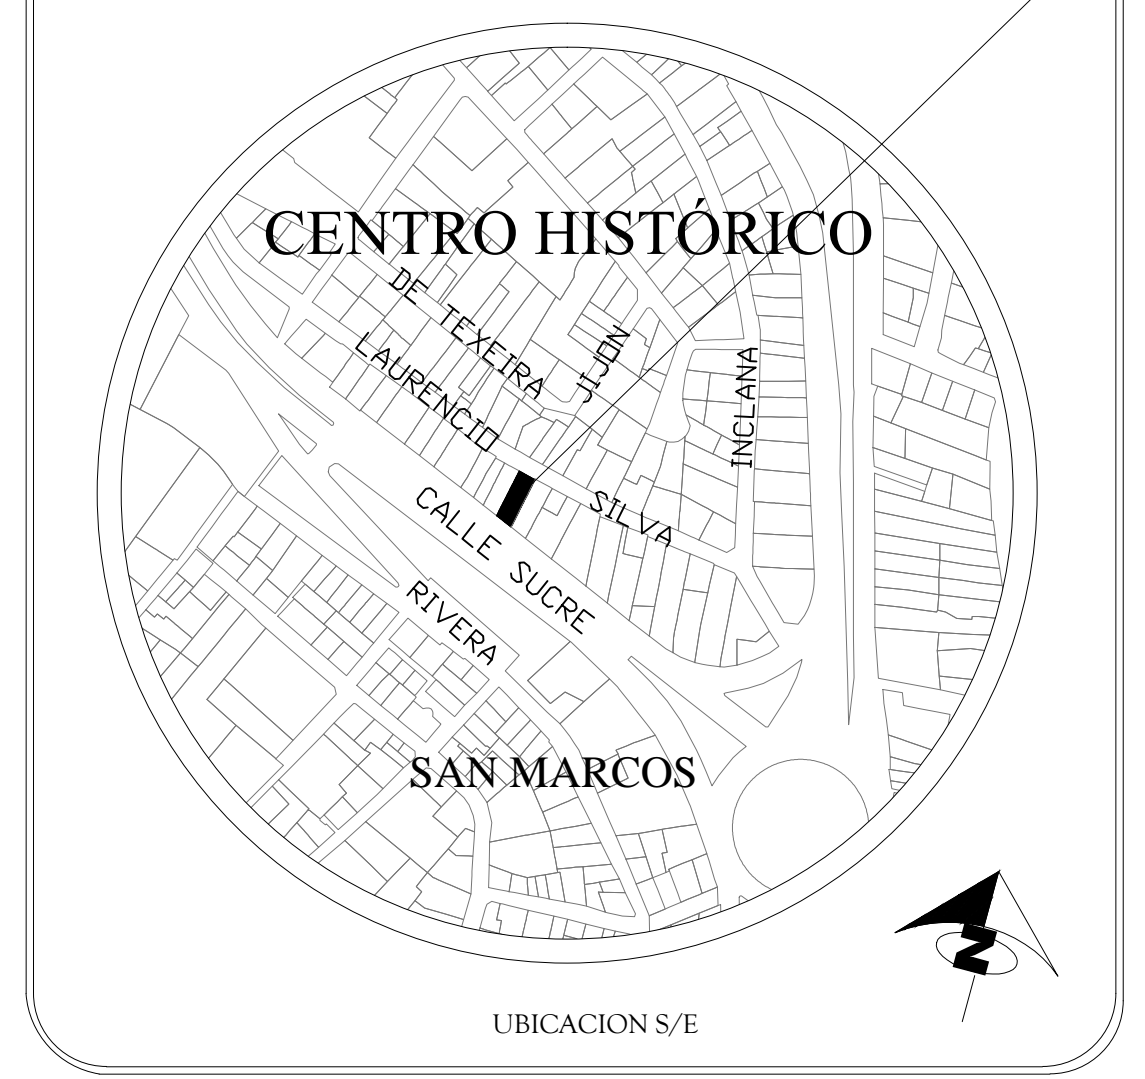 CENTRO HISTÓRICO
DE TEXEIRA
JIJON
LAURENCIO
INCLANA
SILVA
CALLE SUCRE
RIVERA
SAN MARCOS
N
UBICACION S/E